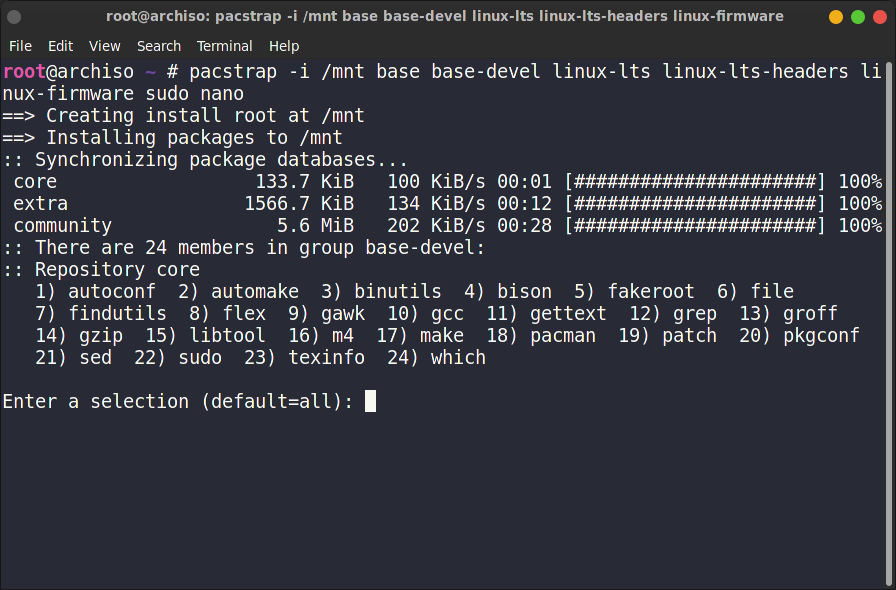 root@archiso: pacstrap -i /mnt base base-devel linux-lts linux-lts-headers linux-firmware
File Edit View Search Terminal Help
root@archiso ~ # pacstrap -i /mnt base base-devel linux-lts linux-lts-headers li
nux-firmware sudo nano
==> Creating install root at /mnt
==> Installing packages to /mnt
:: Synchronizing package databases...
 core                  133.7 KiB   100 KiB/s 00:01 [######################] 100%
 extra                1566.7 KiB   134 KiB/s 00:12 [######################] 100%
 community               5.6 MiB   202 KiB/s 00:28 [######################] 100%
:: There are 24 members in group base-devel:
:: Repository core
   1) autoconf  2) automake  3) binutils  4) bison  5) fakeroot  6) file
   7) findutils  8) flex  9) gawk  10) gcc  11) gettext  12) grep  13) groff
   14) gzip  15) libtool  16) m4  17) make  18) pacman  19) patch  20) pkgconf
   21) sed  22) sudo  23) texinfo  24) which
Enter a selection (default=all):